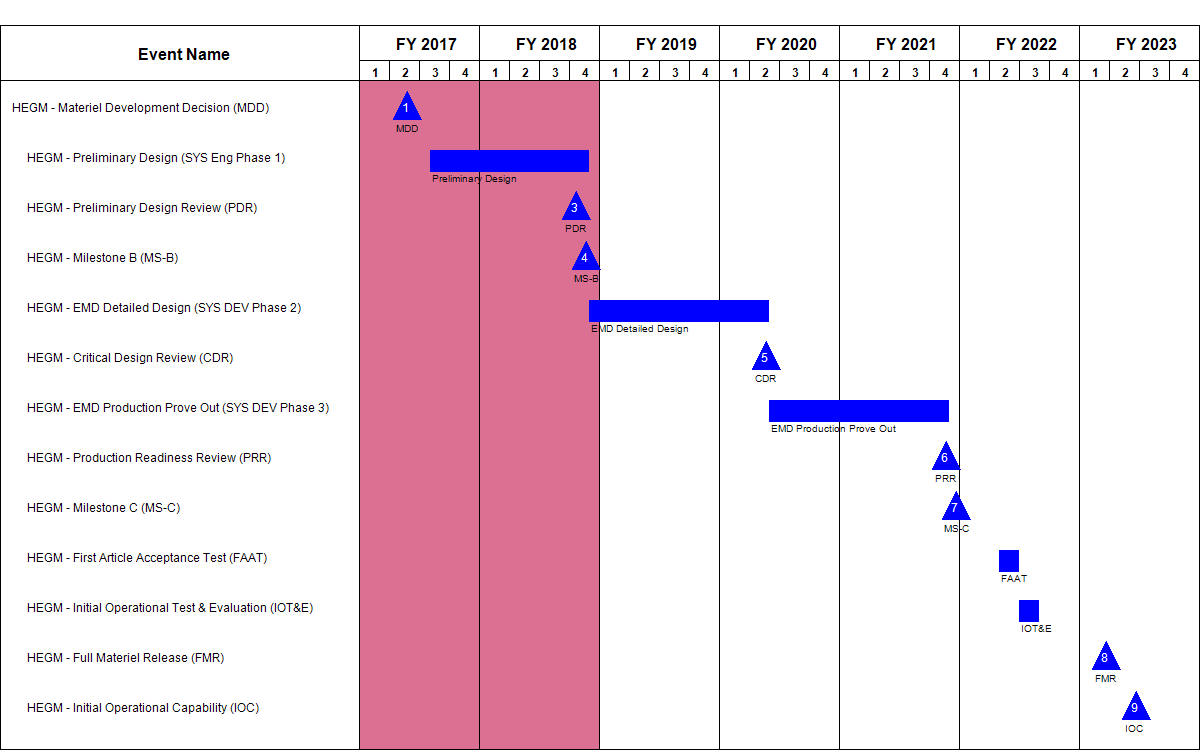 Event Name
FY 2017 FY 2018 FY 2019 FY 2020 FY 2021 FY 2022 FY 2023
1 2 3 4 1 2 3 4 1 2 3 4 1 2 3 4 1 2 3 4 1 2 3 4 1 2 3 4
HEGM - Materiel Development Decision (MDD)
1
MDD
HEGM - Preliminary Design (SYS Eng Phase 1)
Preliminary Design
HEGM - Preliminary Design Review (PDR)
3
PDR
HEGM - Milestone B (MS-B)
4
MS-B
HEGM - EMD Detailed Design (SYS DEV Phase 2)
EMD Detailed Design
HEGM - Critical Design Review (CDR)
5
CDR
HEGM - EMD Production Prove Out (SYS DEV Phase 3)
EMD Production Prove Out
HEGM - Production Readiness Review (PRR)
6
PRR
HEGM - Milestone C (MS-C)
7
MS-C
HEGM - First Article Acceptance Test (FAAT)
FAAT
HEGM - Initial Operational Test & Evaluation (IOT&E)
IOT&E
HEGM - Full Materiel Release (FMR)
8
FMR
HEGM - Initial Operational Capability (IOC)
9
IOC